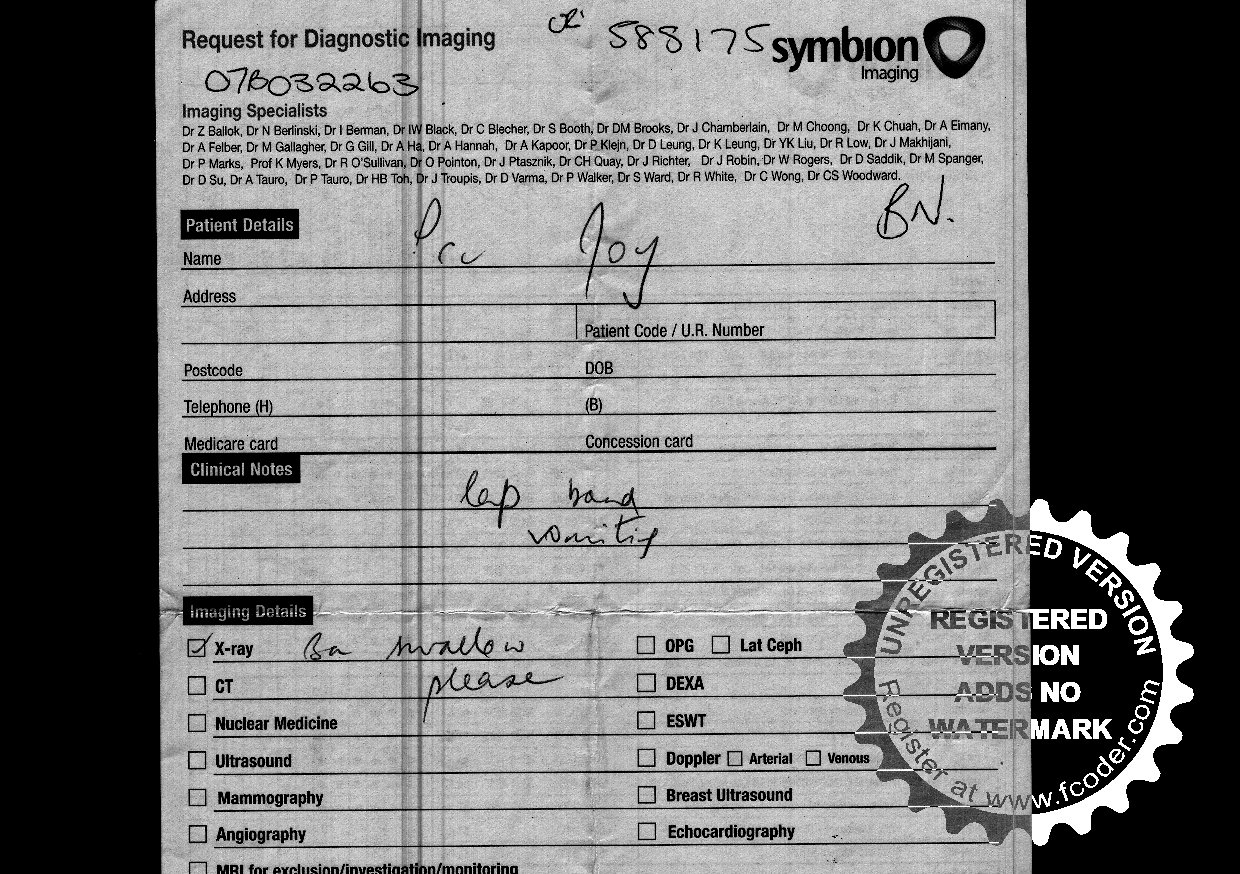 Request for Diagnostic Imaging
588175
symbion
Imaging
07B032263
Imaging Specialists
Dr Z Ballok, Dr N Berlinski, Dr I Berman, Dr IW Black, Dr C Blecher, Dr S Booth, Dr DM Brooks, Dr J Chamberlain, Dr M Choong, Dr K Chuah, Dr A Eimany,
Dr A Felber, Dr M Gallagher, Dr G Gill, Dr A Ha, Dr A Hannah, Dr A Kapoor, Dr P Klejn, Dr D Leung, Dr K Leung, Dr YK Liu, Dr R Low, Dr J Makhijani,
Dr P Marks, Prof K Myers, Dr R O'Sullivan, Dr O Pointon, Dr J Ptasznik, Dr CH Quay, Dr J Richter, Dr J Robin, Dr W Rogers, Dr D Saddik, Dr M Spanger,
Dr D Su, Dr A Tauro, Dr P Tauro, Dr HB Toh, Dr J Troupis, Dr D Varma, Dr P Walker, Dr S Ward, Dr R White, Dr C Wong, Dr CS Woodward.
BN.
Patient Details
Name Joy
Address
Patient Code / U.R. Number
Postcode DOB
Telephone (H) (B)
Medicare card Concession card
Clinical Notes
lap band
vomiting
Imaging Details
X-ray Ba swallow
please
OPG Lat Ceph
CT DEXA
Nuclear Medicine ESWT
Ultrasound Doppler Arterial Venous
Mammography Breast Ultrasound
Angiography Echocardiography
MRI for exclusion/investigation/monitoring
UNREGISTERED VERSION
REGISTERED
VERSION
ADDS NO
WATERMARK
Register at www.fcoder.com